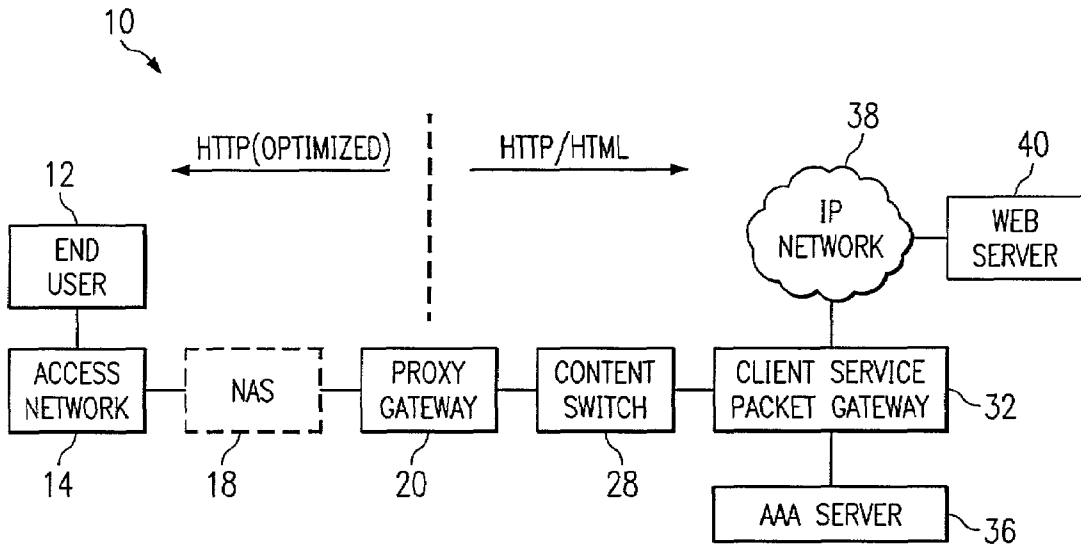 10
HTTP(OPTIMIZED)
HTTP/HTML
38
40
12
IP
NETWORK
WEB
SERVER
END
USER
ACCESS
NETWORK
NAS
PROXY
GATEWAY
CONTENT
SWITCH
CLIENT SERVICE
PACKET GATEWAY
32
14
18
20
28
AAA SERVER
36